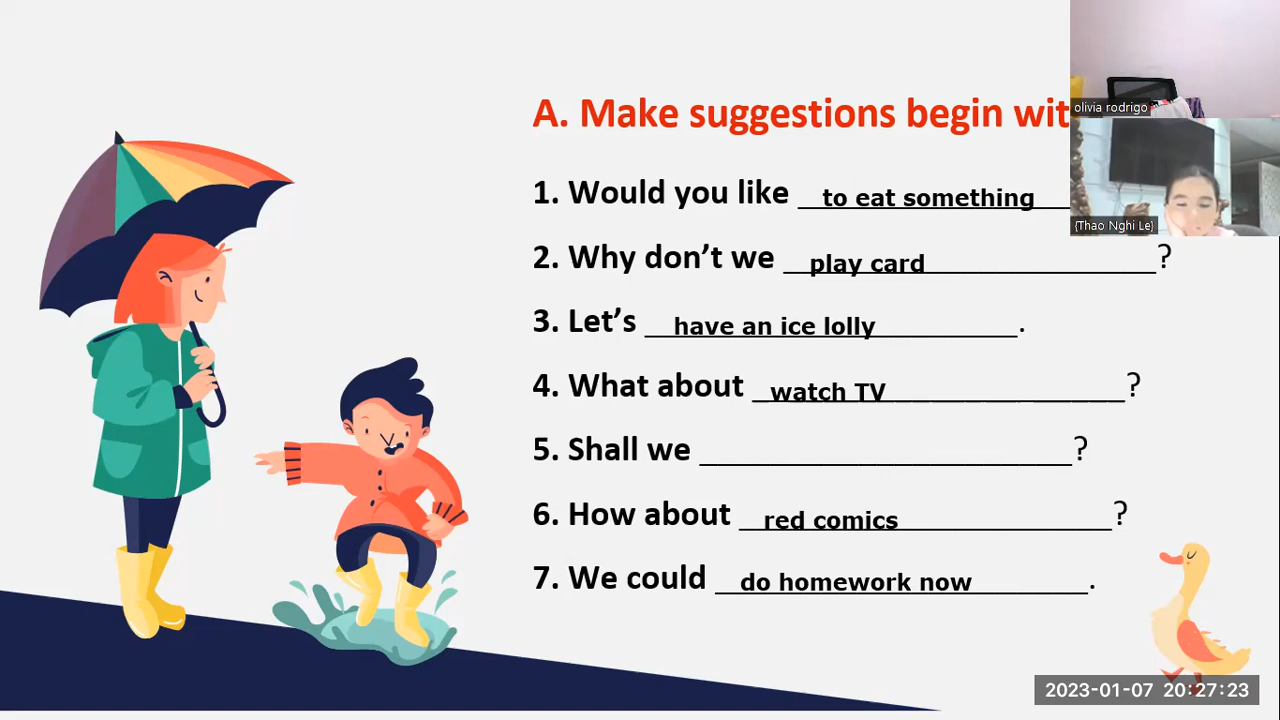 A. Make suggestions begin wit
1. Would you like to eat something
2. Why don’t we play card ?
3. Let’s have an ice lolly .
4. What about watch TV ?
5. Shall we ?
6. How about red comics ?
7. We could do homework now .
olivia rodrigo
{Thao Nghi Le}
2023-01-07 20:27:23